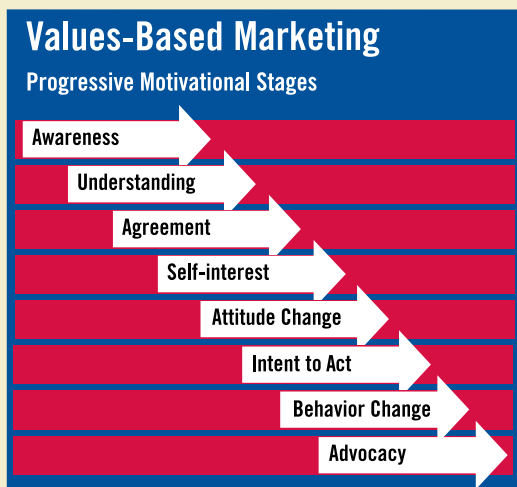 Values-Based Marketing
Progressive Motivational Stages
Awareness
Understanding
Agreement
Self-interest
Attitude Change
Intent to Act
Behavior Change
Advocacy